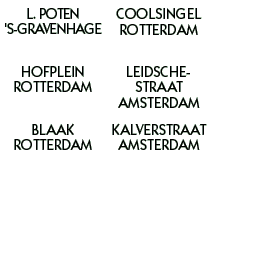 L. POTEN
'S-GRAVENHAGE
COOLSINGEL
ROTTERDAM
HOFPLEIN
ROTTERDAM
LEIDSCHE-
STRAAT
AMSTERDAM
BLAAK
ROTTERDAM
KALVERSTRAAT
AMSTERDAM